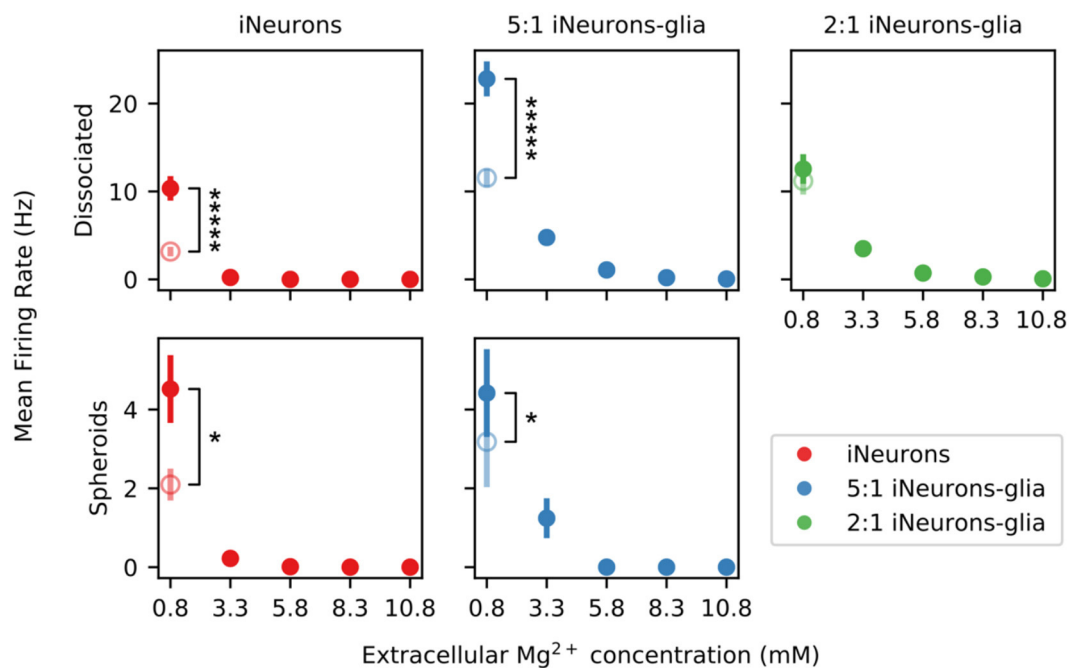 iNeurons
5:1 iNeurons-glia
2:1 iNeurons-glia
Mean Firing Rate (Hz)
Dissociated
20
10
0
*****
*****
0.8 3.3 5.8 8.3 10.8
Spheroids
4
2
0
*
*
0.8 3.3 5.8 8.3 10.8
0.8 3.3 5.8 8.3 10.8
iNeurons
5:1 iNeurons-glia
2:1 iNeurons-glia
Extracellular Mg²⁺ concentration (mM)